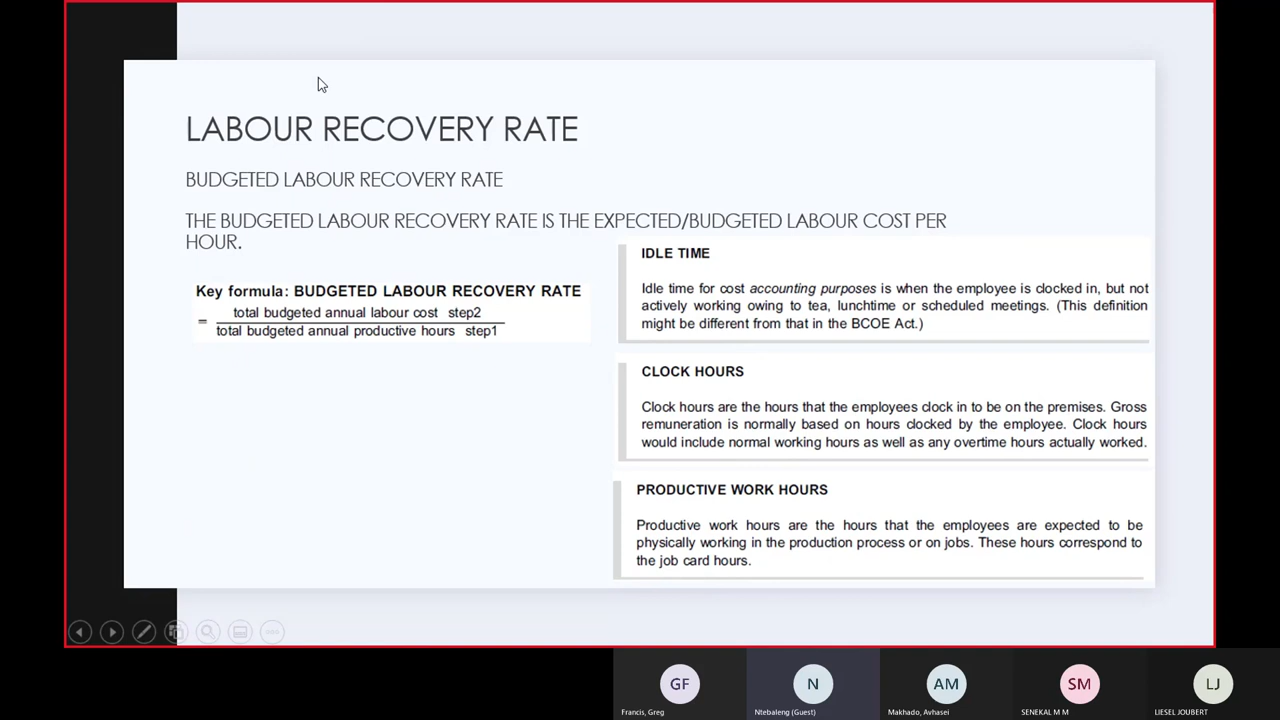 LABOUR RECOVERY RATE
BUDGETED LABOUR RECOVERY RATE
THE BUDGETED LABOUR RECOVERY RATE IS THE EXPECTED/BUDGETED LABOUR COST PER
HOUR.
Key formula: BUDGETED LABOUR RECOVERY RATE
= total budgeted annual labour cost step2
total budgeted annual productive hours step1
IDLE TIME
Idle time for cost accounting purposes is when the employee is clocked in, but not
actively working owing to tea, lunchtime or scheduled meetings. (This definition
might be different from that in the BCOE Act.)
CLOCK HOURS
Clock hours are the hours that the employees clock in to be on the premises. Gross
remuneration is normally based on hours clocked by the employee. Clock hours
would include normal working hours as well as any overtime hours actually worked.
PRODUCTIVE WORK HOURS
Productive work hours are the hours that the employees are expected to be
physically working in the production process or on jobs. These hours correspond to
the job card hours.
GF
N
AM
SM
LJ
Francis, Greg
Ntebaleng (Guest)
Makhado, Avhasei
SENEKAL M M
LIESEL JOUBERT